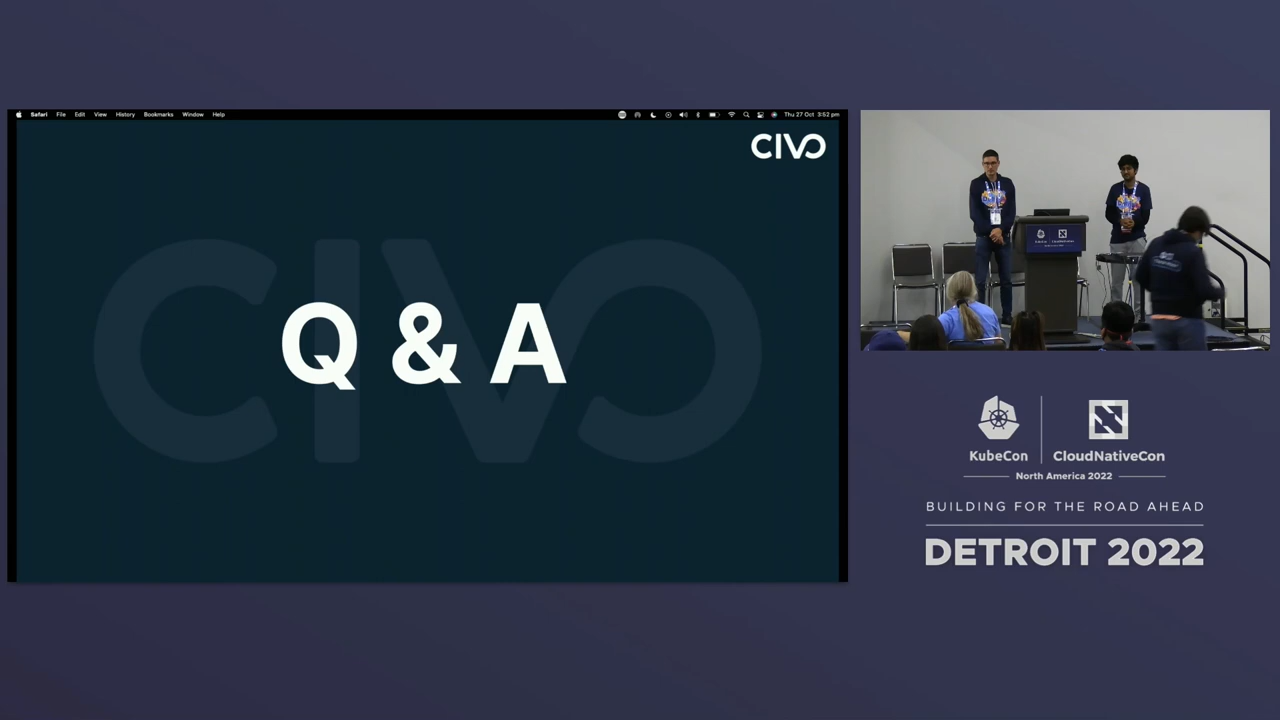 Safari File Edit View History Bookmarks Window Help Thu 27 Oct 3:52 pm
CIVO
CIVO
Q & A
KubeCon CloudNativeCon
North America 2022
BUILDING FOR THE ROAD AHEAD
DETROIT 2022